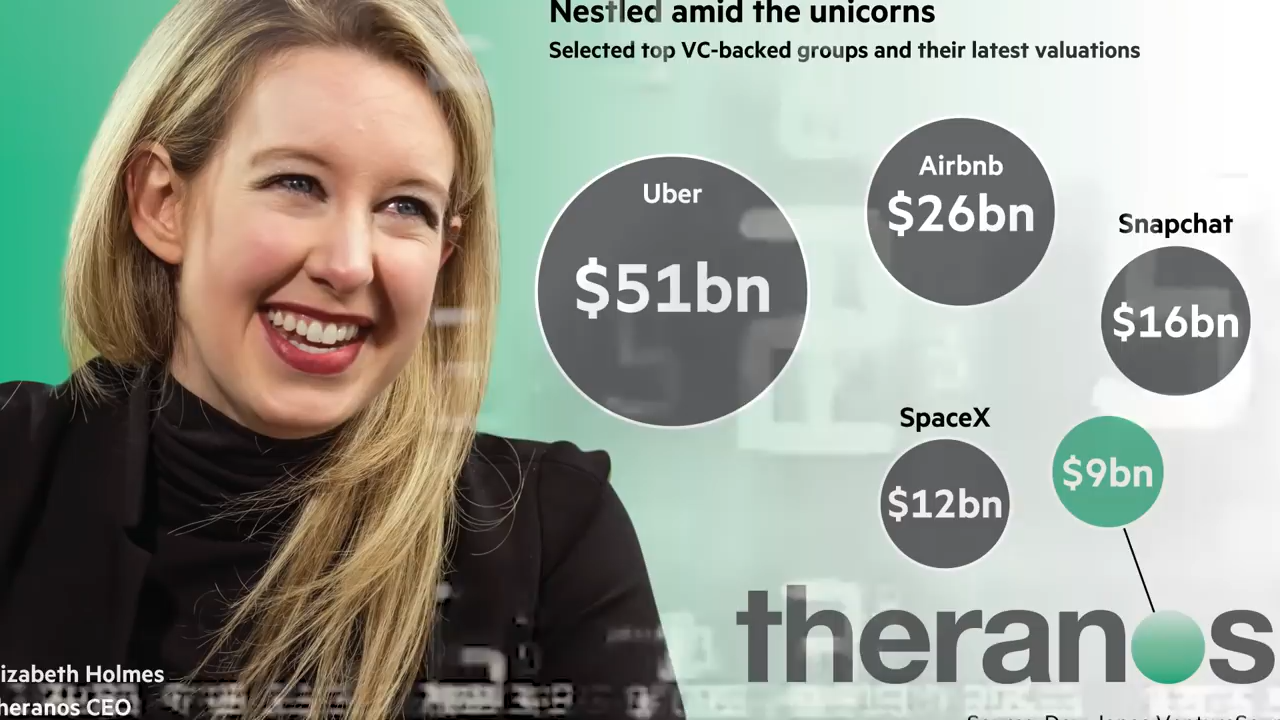 Nestled amid the unicorns
Selected top VC-backed groups and their latest valuations
Airbnb
$26bn
Uber
$51bn
Snapchat
$16bn
SpaceX
$12bn
$9bn
theranos
izabeth Holmes
heranos CEO